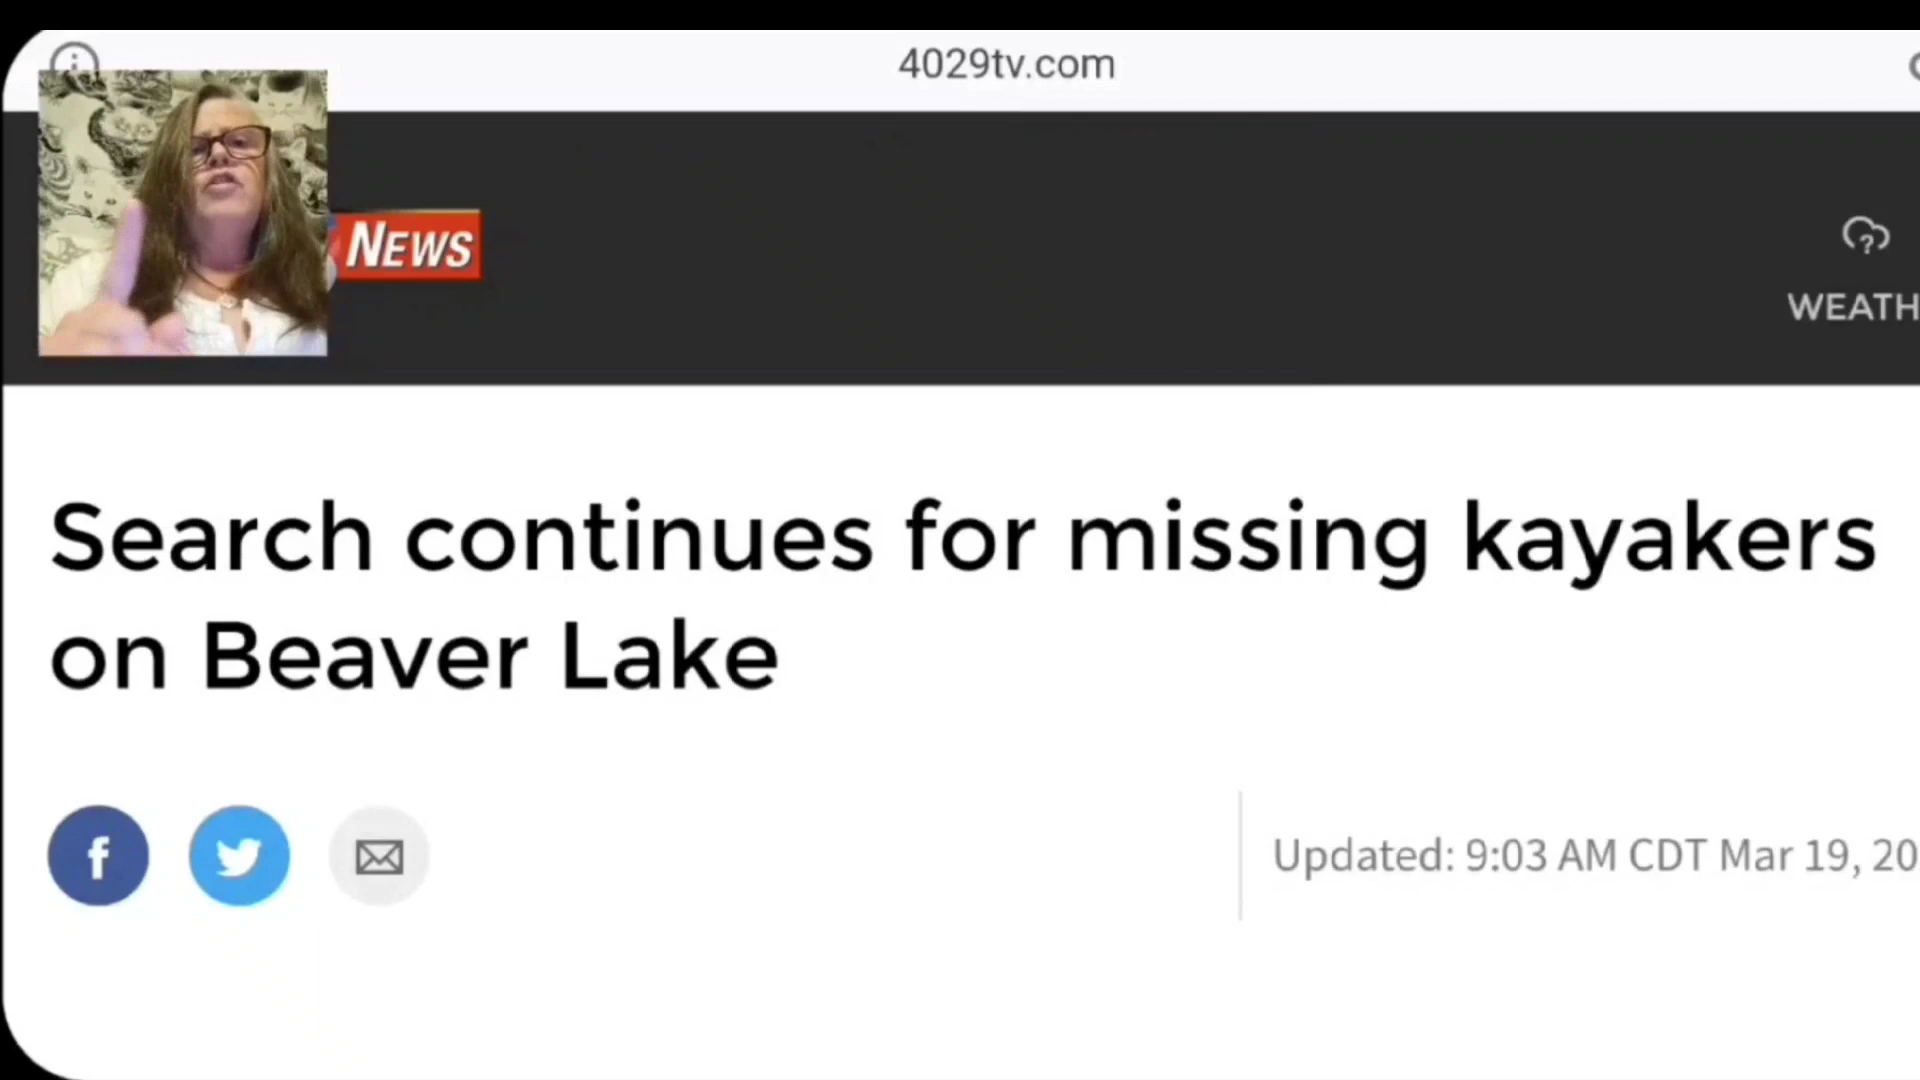 4029tv.com
NEWS
WEATH
Search continues for missing kayakers
on Beaver Lake
Updated: 9:03 AM CDT Mar 19, 20